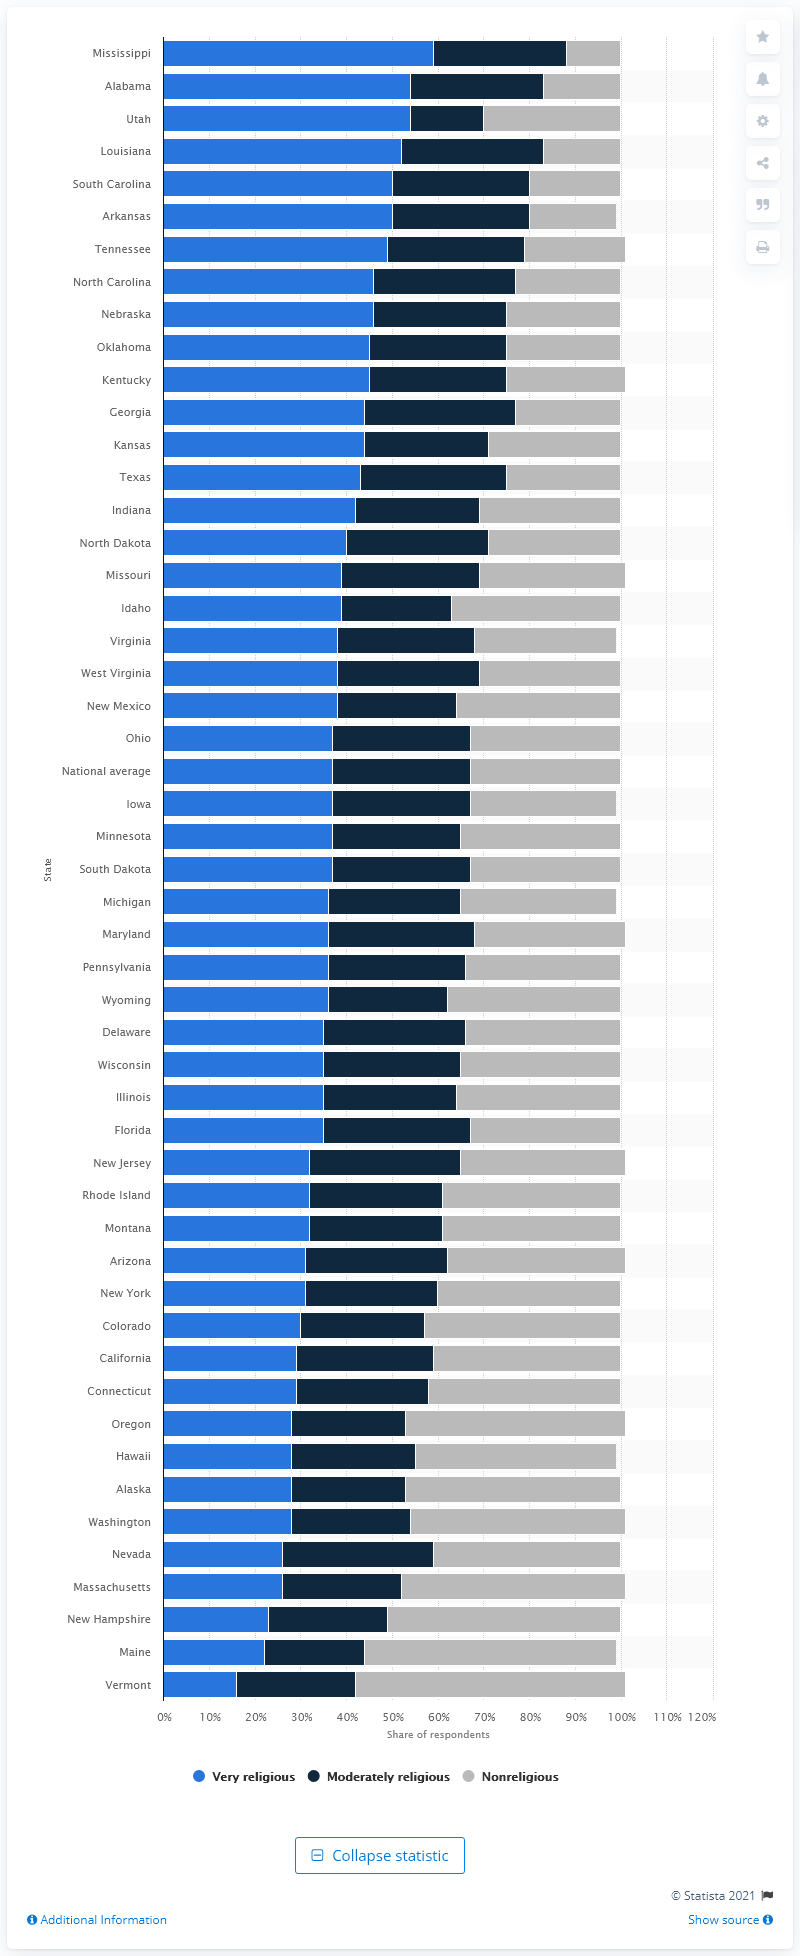 Mississippi
Alabama
Utah
Louisiana
South Carolina
Arkansas
Tennessee
North Carolina
Nebraska
Oklahoma
Kentucky
Georgia
Kansas
Texas
Indiana
North Dakota
Missouri
Idaho
Virginia
West Virginia
New Mexico
Ohio
National average
Iowa
Minnesota
State
South Dakota
Michigan
Maryland
Pennsylvania
Wyoming
Delaware
Wisconsin
Illinois
Florida
New Jersey
Rhode Island
Montana
Arizona
New York
Colorado
California
Connecticut
Oregon
Hawaii
Alaska
Washington
Nevada
Massachusetts
New Hampshire
Maine
Vermont
0% 10% 20% 30% 40% 50% 60% 70% 80% 90% 100% 110% 120%
Share of respondents
Very religious Moderately religious Nonreligious
Collapse statistic
© Statista 2021
Additional Information Show source